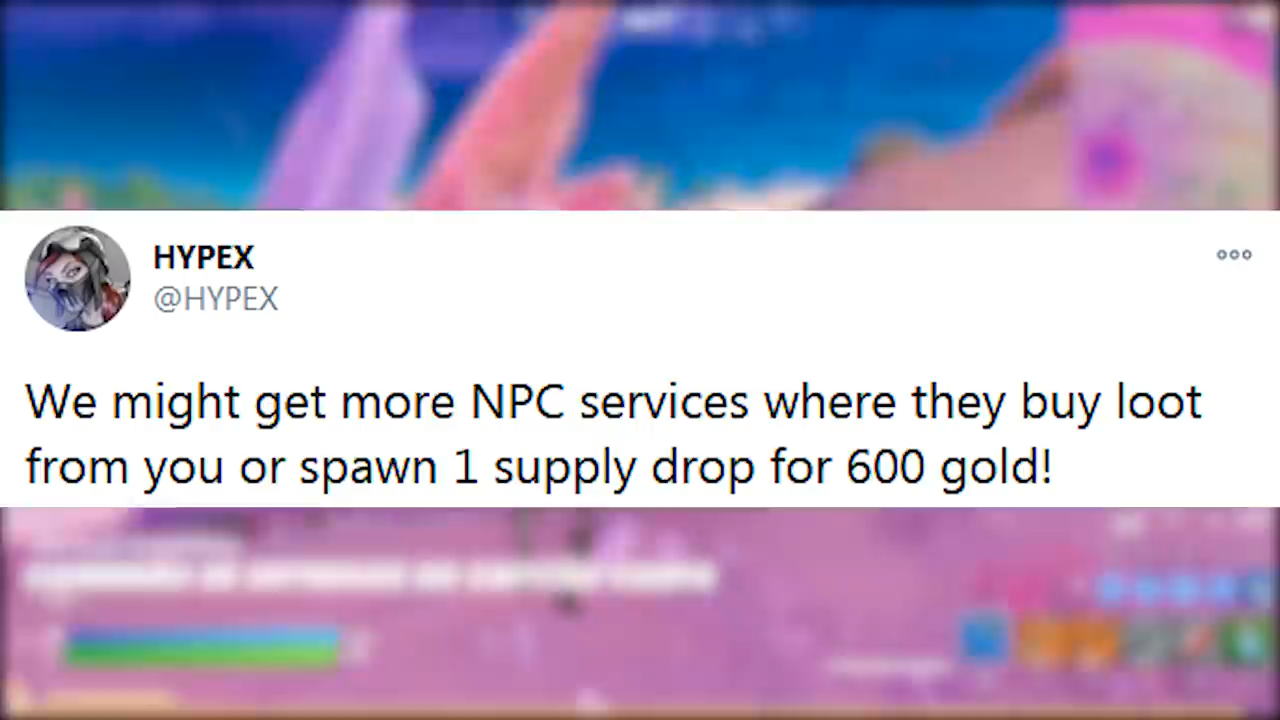 HYPEX
@HYPEX
We might get more NPC services where they buy loot
from you or spawn 1 supply drop for 600 gold!